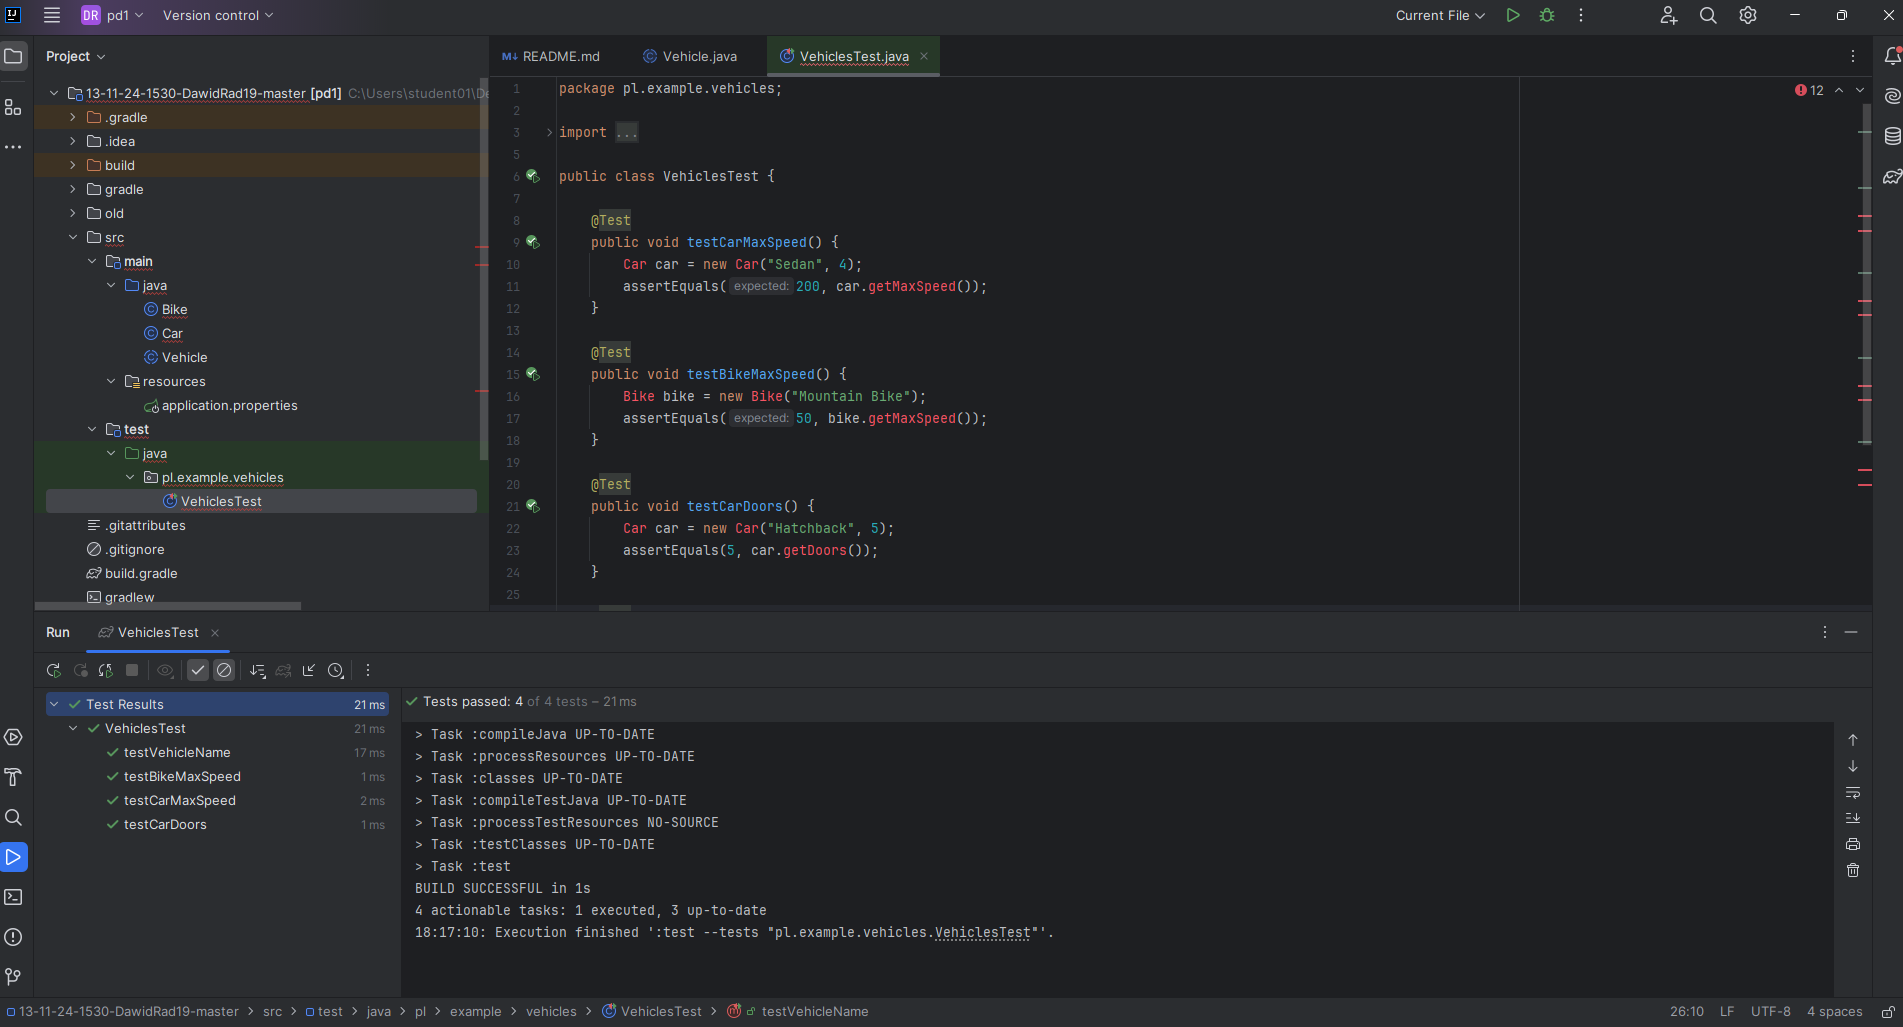 DR pd1 Version control Current File
Project
13-11-24-1530-DawidRad19-master [pd1] C:\Users\student01\De
.gradle
.idea
build
gradle
old
src
main
java
Bike
Car
Vehicle
resources
application.properties
test
java
pl.example.vehicles
VehiclesTest
.gitattributes
.gitignore
build.gradle
gradlew
README.md Vehicle.java VehiclesTest.java
12
1 package pl.example.vehicles;
2
3 import ...
5
6 public class VehiclesTest {
7
8 @Test
9 public void testCarMaxSpeed() {
10 Car car = new Car("Sedan", 4);
11 assertEquals( expected: 200, car.getMaxSpeed());
12 }
13
14 @Test
15 public void testBikeMaxSpeed() {
16 Bike bike = new Bike("Mountain Bike");
17 assertEquals( expected: 50, bike.getMaxSpeed());
18 }
19
20 @Test
21 public void testCarDoors() {
22 Car car = new Car("Hatchback", 5);
23 assertEquals(5, car.getDoors());
24 }
25
Run VehiclesTest
Test Results 21 ms
VehiclesTest 21 ms
testVehicleName 17 ms
testBikeMaxSpeed 1 ms
testCarMaxSpeed 2 ms
testCarDoors 1 ms
Tests passed: 4 of 4 tests – 21 ms
> Task :compileJava UP-TO-DATE
> Task :processResources UP-TO-DATE
> Task :classes UP-TO-DATE
> Task :compileTestJava UP-TO-DATE
> Task :processTestResources NO-SOURCE
> Task :testClasses UP-TO-DATE
> Task :test
BUILD SUCCESSFUL in 1s
4 actionable tasks: 1 executed, 3 up-to-date
18:17:10: Execution finished ':test --tests "pl.example.vehicles.VehiclesTest"'.
13-11-24-1530-DawidRad19-master > src > test > java > pl > example > vehicles > VehiclesTest > testVehicleName 26:10 LF UTF-8 4 spaces